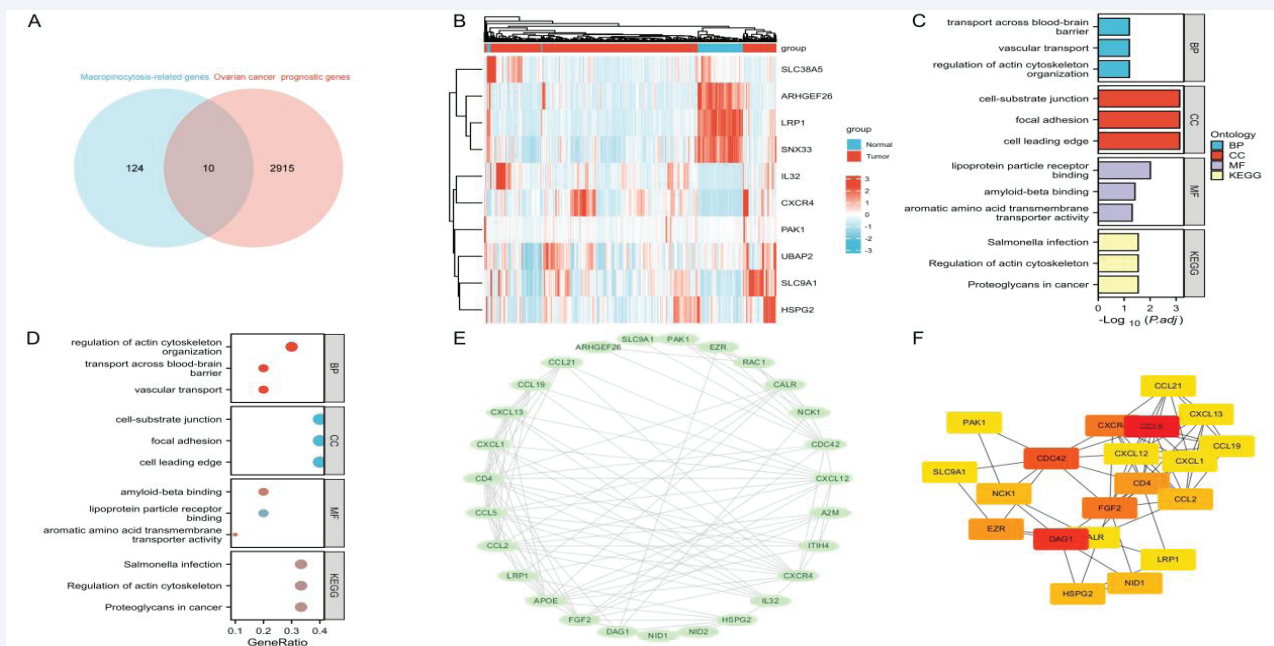 A
Macropinocytosis-related genes
Ovarian cancer prognostic genes
124
10
2915
B
group
SLC38A5
ARHGEF26
LRP1
SNX33
IL32
CXCR4
PAK1
UBAP2
SLC9A1
HSPG2
group
Normal
Tumor
3
2
1
0
-1
-2
-3
C
transport across blood-brain
barrier
vascular transport
regulation of actin cytoskeleton
organization
BP
cell-substrate junction
focal adhesion
cell leading edge
CC
lipoprotein particle receptor
binding
amyloid-beta binding
aromatic amino acid transmembrane
transporter activity
MF
Salmonella infection
Regulation of actin cytoskeleton
Proteoglycans in cancer
KEGG
0 1 2 3
-Log 10 (P.adj)
Ontology
BP
CC
MF
KEGG
D
regulation of actin cytoskeleton
organization
transport across blood-brain
barrier
vascular transport
BP
cell-substrate junction
focal adhesion
cell leading edge
CC
amyloid-beta binding
lipoprotein particle receptor
binding
aromatic amino acid transmembrane
transporter activity
MF
Salmonella infection
Regulation of actin cytoskeleton
Proteoglycans in cancer
KEGG
0.1 0.2 0.3 0.4
GeneRatio
E
SLC9A1
PAK1
EZR
RAC1
CALR
NCK1
CDC42
CXCL12
A2M
ITIH4
CXCR4
IL32
HSPG2
NID2
NID1
DAG1
FGF2
APOE
LRP1
CCL2
CCL5
CD4
CXCL1
CXCL13
CCL19
CCL21
ARHGEF26
F
CCL21
PAK1
CXCR4
CCL5
CXCL13
CDC42
CXCL12
CXCL1
CCL19
SLC9A1
NCK1
CD4
CCL2
EZR
FGF2
DAG1
ALR
LRP1
HSPG2
NID1